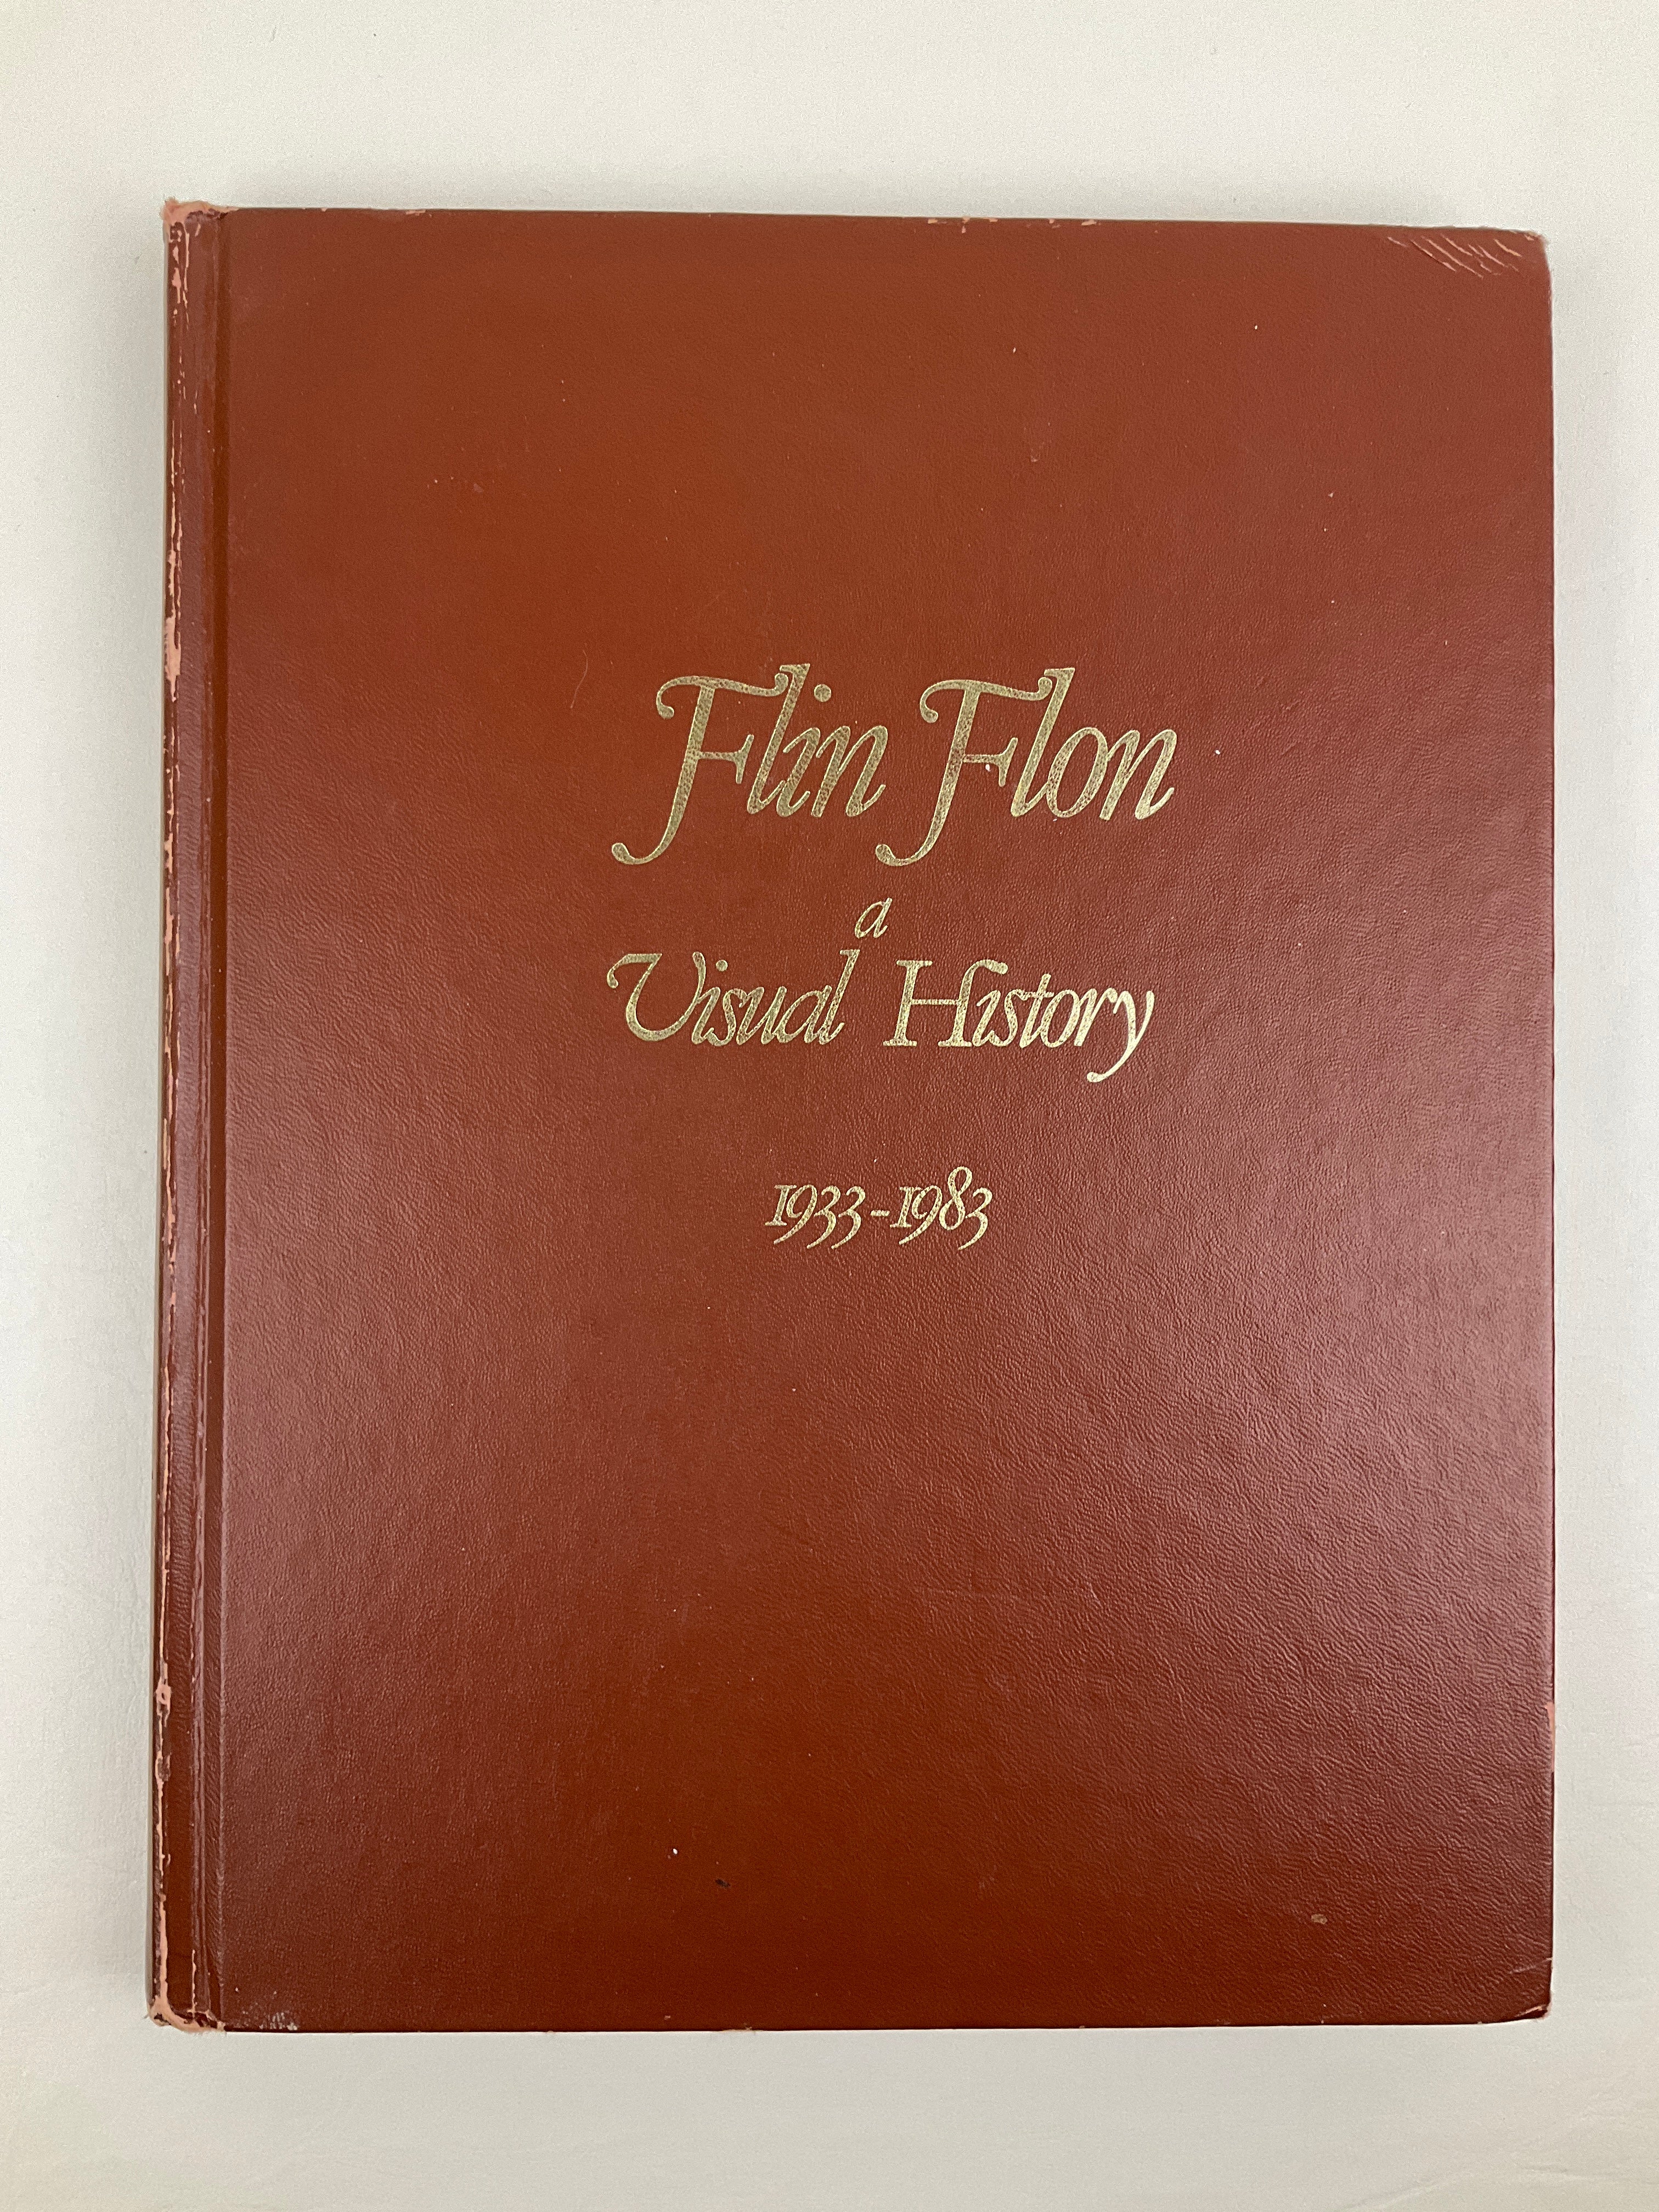 Flin Flon
a
Visual History
1933-1983